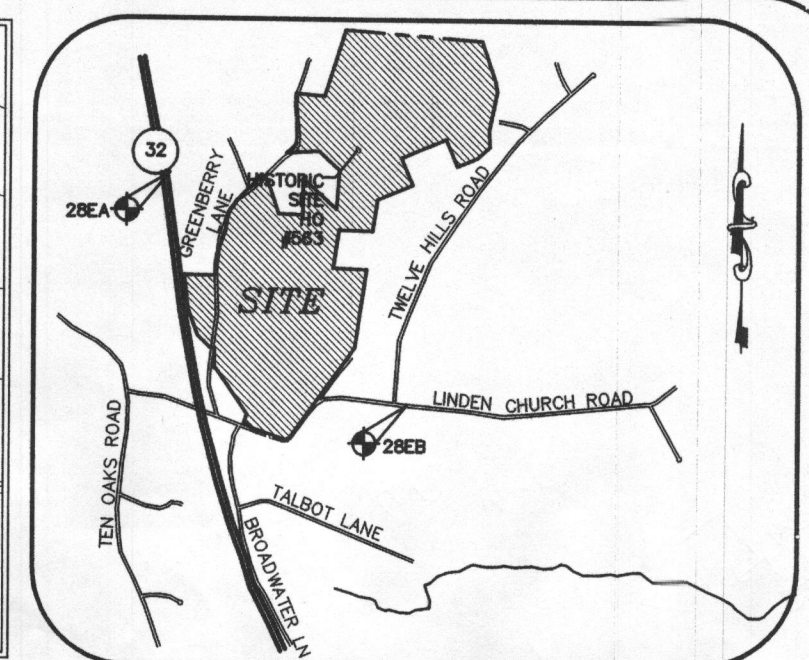 32
28EA
GREENBERRY
LANE
HISTORIC
SITE
HO
#563
SITE
TWELVE HILLS ROAD
LINDEN CHURCH ROAD
28EB
TEN OAKS ROAD
TALBOT LANE
BROADWATER LN